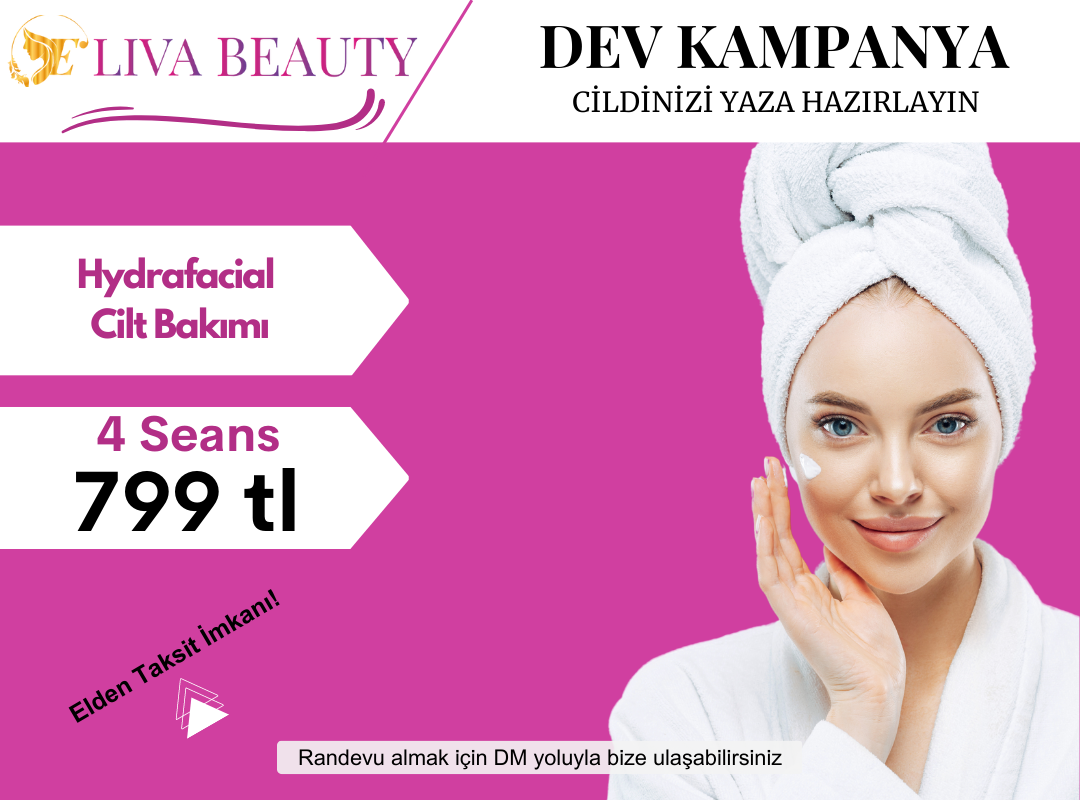 E LIVA BEAUTY
DEV KAMPANYA
CİLDİNİZİ YAZA HAZIRLAYIN
Hydrafacial
Cilt Bakımı
4 Seans
799 tl
Elden Taksit İmkanı!
Randevu almak için DM yoluyla bize ulaşabilirsiniz